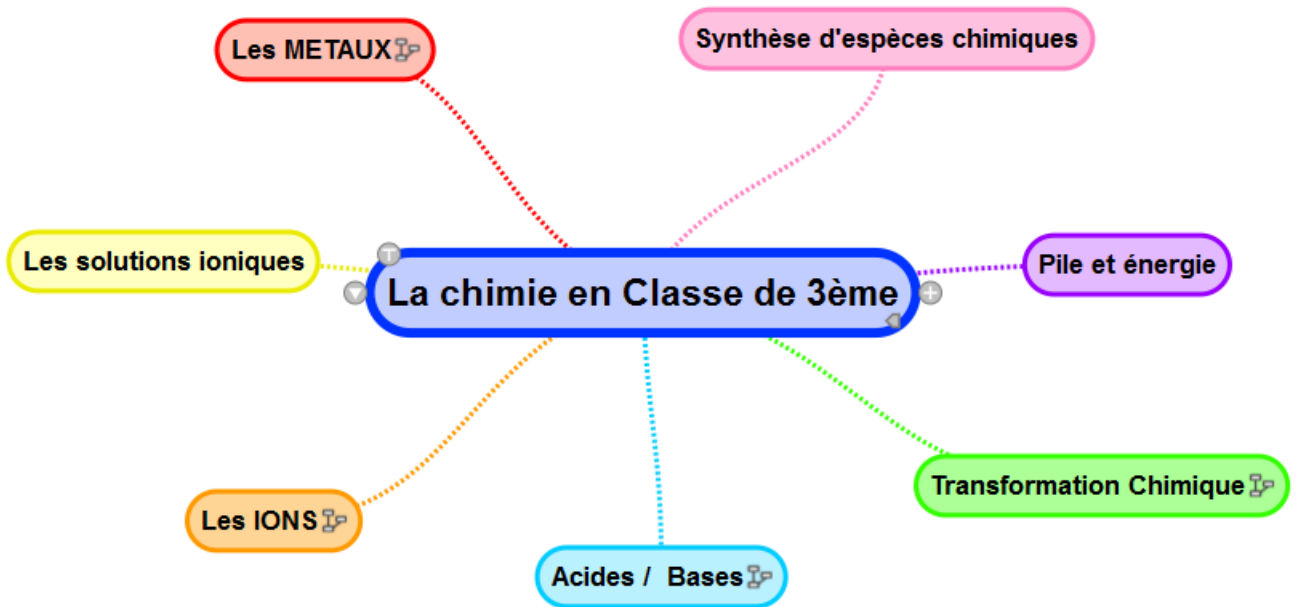 Synthèse d'espèces chimiques
Les METAUX
Les solutions ioniques
Pile et énergie
La chimie en Classe de 3ème
Transformation Chimique
Les IONS
Acides / Bases